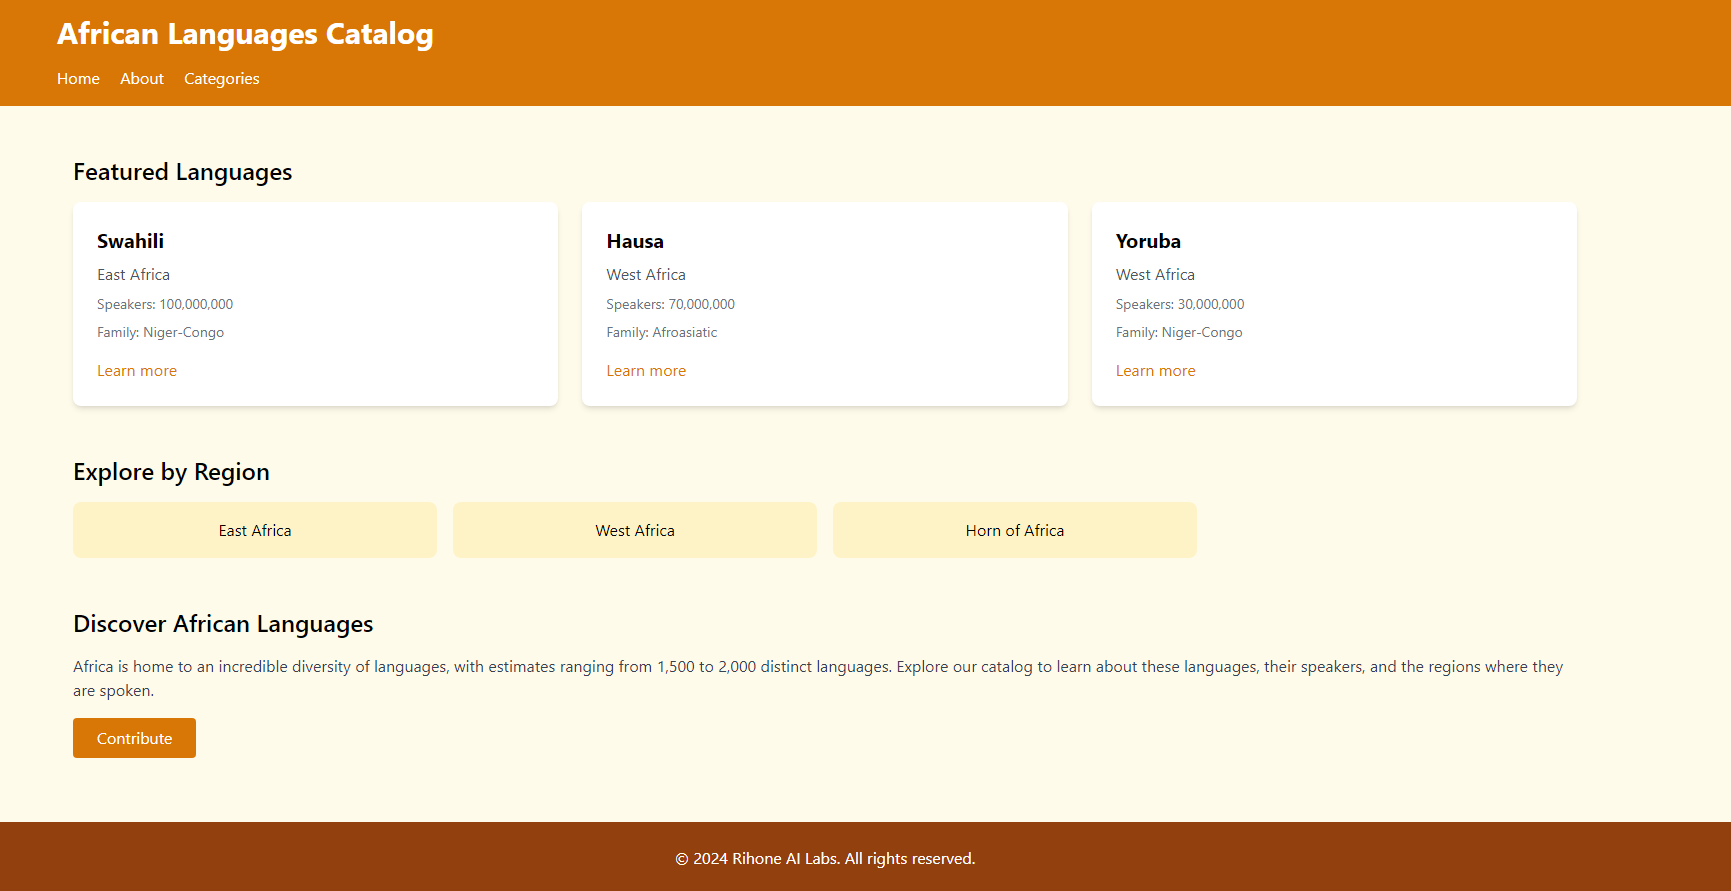 African Languages Catalog
Home About Categories
Featured Languages
Swahili
East Africa
Speakers: 100,000,000
Family: Niger-Congo
Learn more
Hausa
West Africa
Speakers: 70,000,000
Family: Afroasiatic
Learn more
Yoruba
West Africa
Speakers: 30,000,000
Family: Niger-Congo
Learn more
Explore by Region
East Africa
West Africa
Horn of Africa
Discover African Languages
Africa is home to an incredible diversity of languages, with estimates ranging from 1,500 to 2,000 distinct languages. Explore our catalog to learn about these languages, their speakers, and the regions where they
are spoken.
Contribute
© 2024 Rihone AI Labs. All rights reserved.